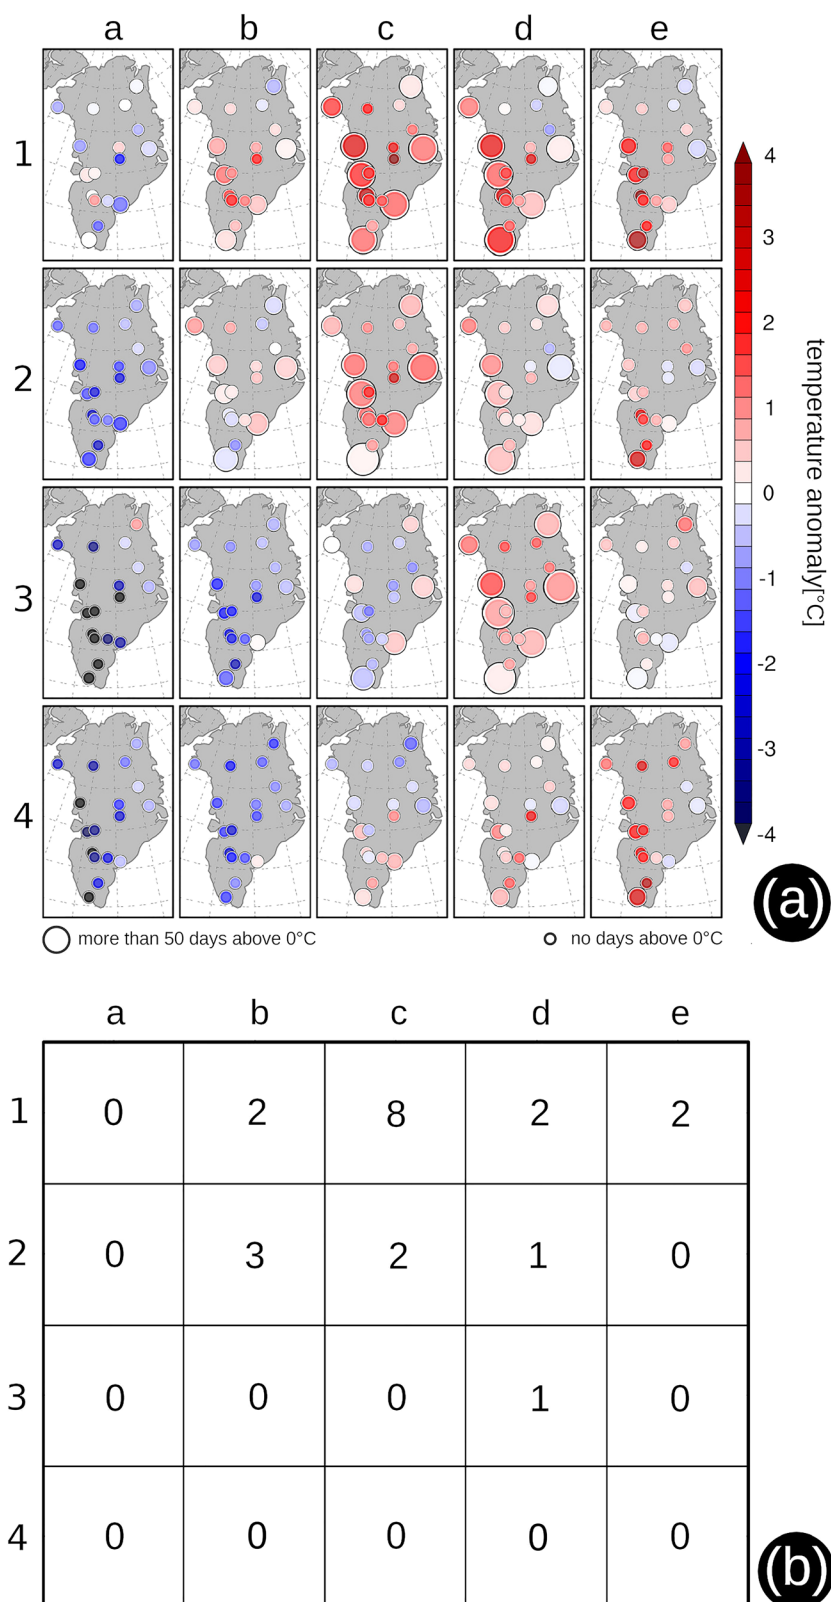 a b c d e
1
2
3
4
4
3
2
1
0
-1
-2
-3
-4
temperature anomaly[°C]
(a)
more than 50 days above 0°C
no days above 0°C
a b c d e
1 0 2 8 2 2
2 0 3 2 1 0
3 0 0 0 1 0
4 0 0 0 0 0
(b)